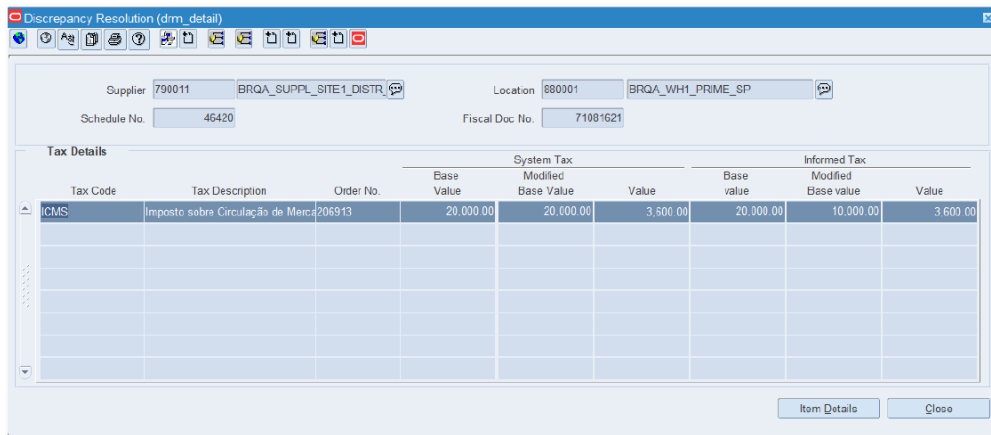 Discrepancy Resolution (drm_detail)
Supplier 790011 BRQA_SUPPL_SITE1_DISTR_ Location 880001 BRQA_WH1_PRIME_SP
Schedule No. 46420 Fiscal Doc No. 71081621
Tax Details
System Tax Informed Tax
Base Modified Base Modified
Tax Code Tax Description Order No. Value Base Value Value value Base value Value
ICMS Imposto sobre Circulação de Merca 206913 20,000.00 20,000.00 3,600.00 20,000.00 10,000.00 3,600.00
Item Details Close